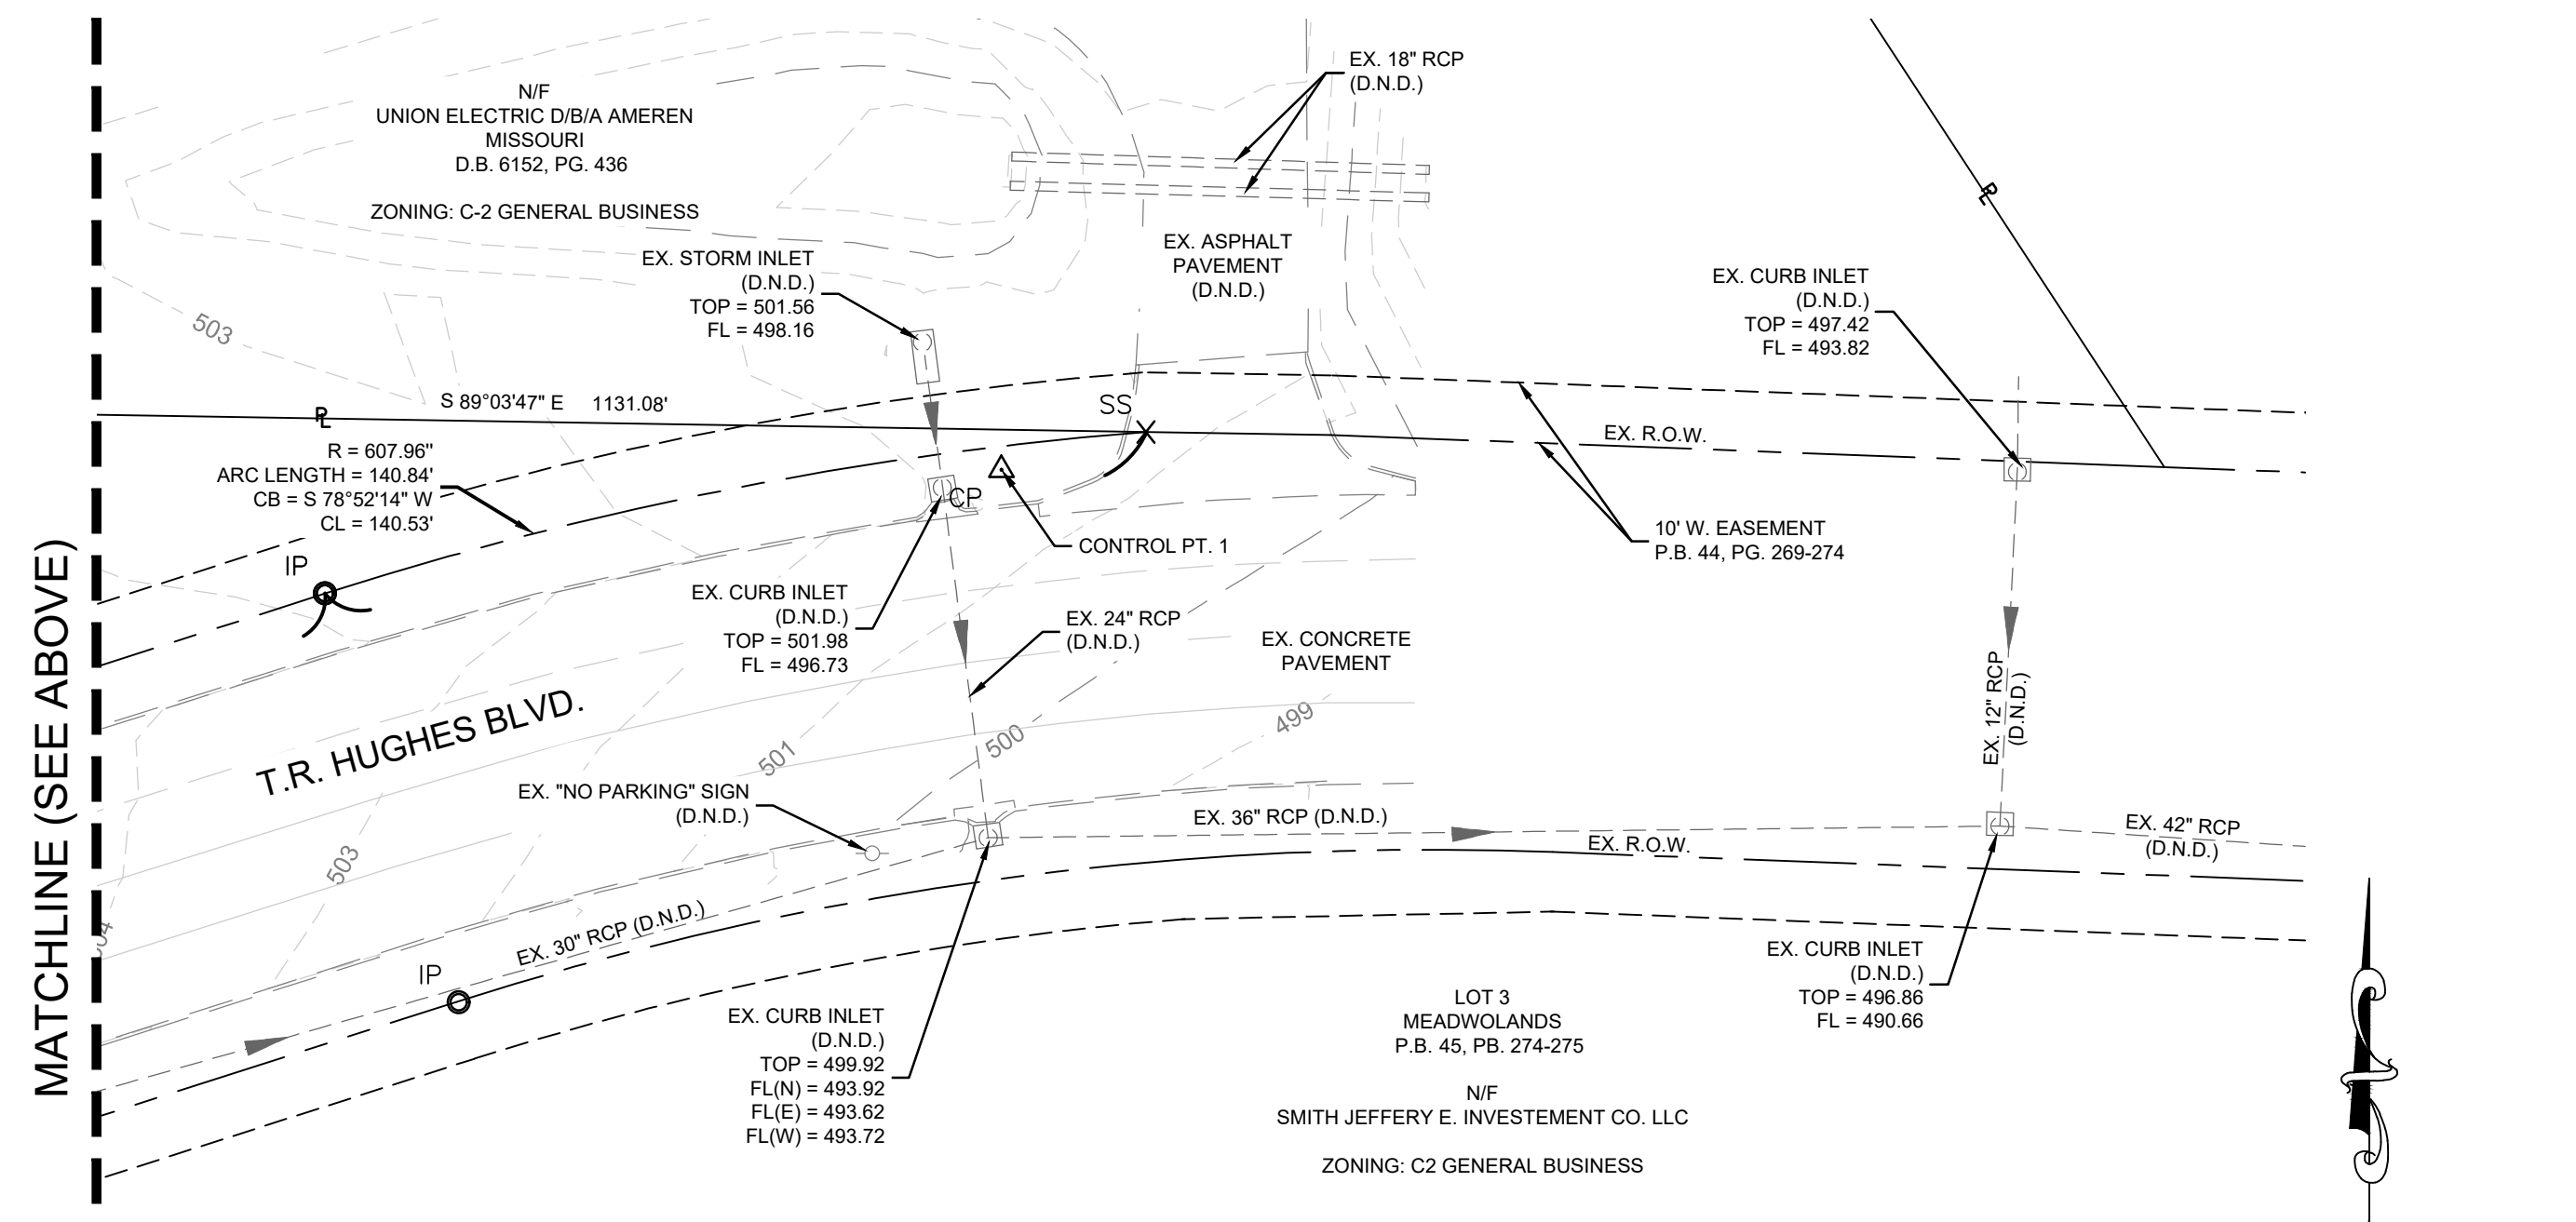 EX. 18" RCP
(D.N.D.)
N/F
UNION ELECTRIC D/B/A AMEREN
MISSOURI
D.B. 6152, PG. 436
ZONING: C-2 GENERAL BUSINESS
EX. STORM INLET
(D.N.D.)
TOP = 501.56
FL = 498.16
EX. ASPHALT
PAVEMENT
(D.N.D.)
EX. CURB INLET
(D.N.D.)
TOP = 497.42
FL = 493.82
503
S 89°03'47" E 1131.08'
PL
PL
SS
EX. R.O.W.
R = 607.96"
ARC LENGTH = 140.84'
CB = S 78°52'14" W
CL = 140.53'
CP
CONTROL PT. 1
10' W. EASEMENT
P.B. 44, PG. 269-274
IP
EX. CURB INLET
(D.N.D.)
TOP = 501.98
FL = 496.73
EX. 24" RCP
(D.N.D.)
EX. CONCRETE
PAVEMENT
EX. 12" RCP
(D.N.D.)
MATCHLINE (SEE ABOVE)
T.R. HUGHES BLVD.
501
500
499
EX. "NO PARKING" SIGN
(D.N.D.)
EX. 36" RCP (D.N.D.)
EX. R.O.W.
EX. 42" RCP
(D.N.D.)
503
EX. 30" RCP (D.N.D.)
IP
EX. CURB INLET
(D.N.D.)
TOP = 499.92
FL(N) = 493.92
FL(E) = 493.62
FL(W) = 493.72
EX. CURB INLET
(D.N.D.)
TOP = 496.86
FL = 490.66
LOT 3
MEADWOLANDS
P.B. 45, PB. 274-275
N/F
SMITH JEFFERY E. INVESTEMENT CO. LLC
ZONING: C2 GENERAL BUSINESS